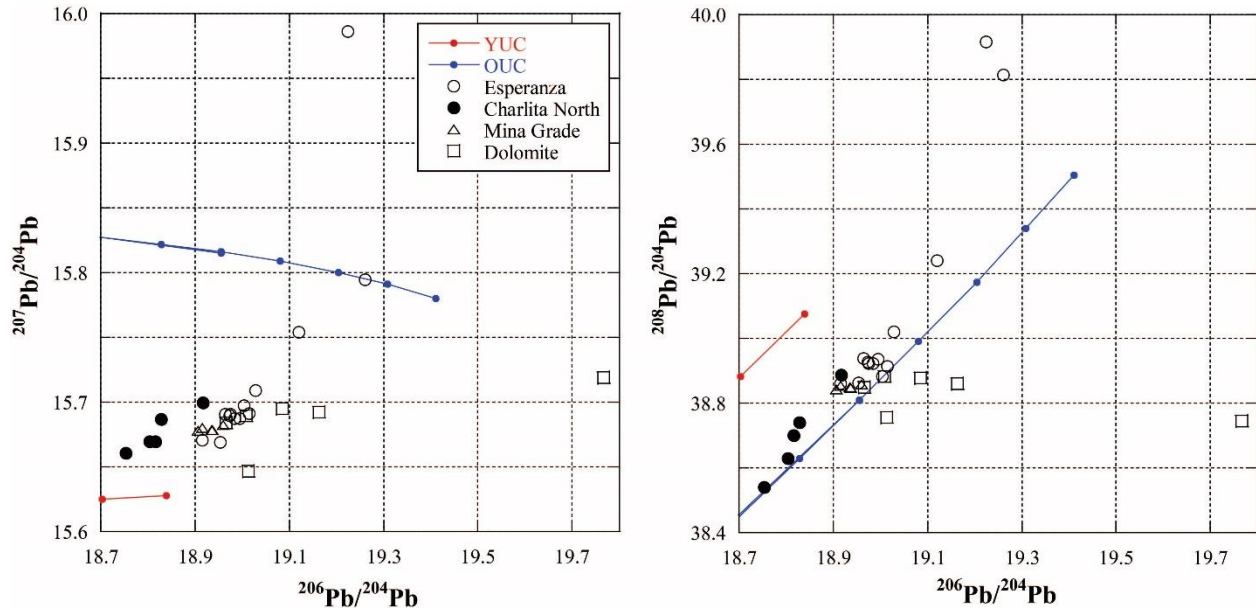 16.0
15.9
15.8
15.7
15.6
207Pb/204Pb
18.7 18.9 19.1 19.3 19.5 19.7
206Pb/204Pb
YUC
OUC
Esperanza
Charlita North
Mina Grade
Dolomite
40.0
39.6
39.2
38.8
38.4
208Pb/204Pb
18.7 18.9 19.1 19.3 19.5 19.7
206Pb/204Pb